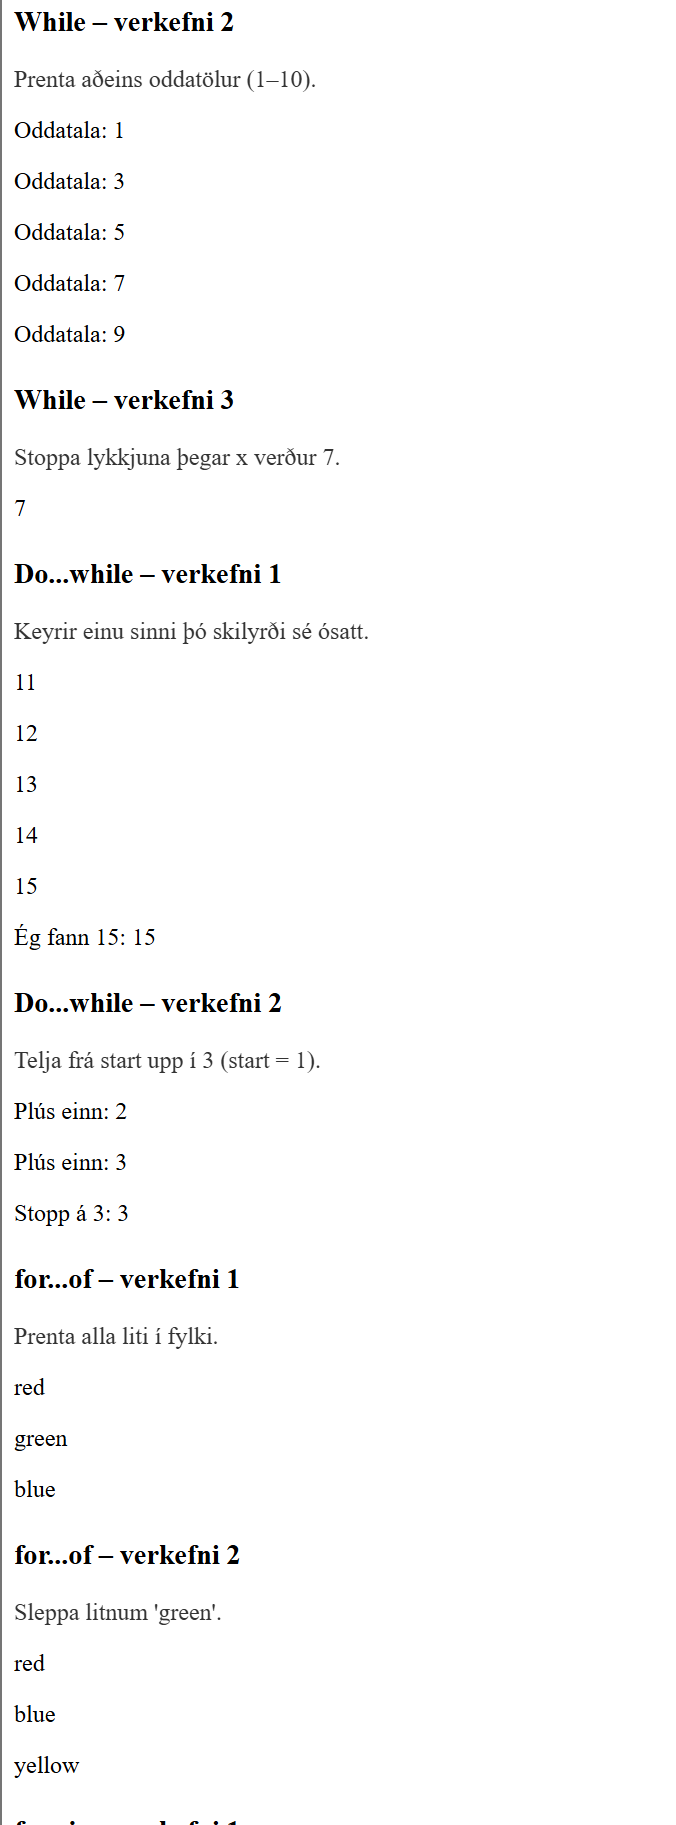 While – verkefni 2
Prenta aðeins oddatölur (1–10).
Oddatala: 1
Oddatala: 3
Oddatala: 5
Oddatala: 7
Oddatala: 9
While – verkefni 3
Stoppa lykkjuna þegar x verður 7.
7
Do...while – verkefni 1
Keyrir einu sinni þó skilyrði sé ósatt.
11
12
13
14
15
Ég fann 15: 15
Do...while – verkefni 2
Telja frá start upp í 3 (start = 1).
Plús einn: 2
Plús einn: 3
Stopp á 3: 3
for...of – verkefni 1
Prenta alla liti í fylki.
red
green
blue
for...of – verkefni 2
Sleppa litnum 'green'.
red
blue
yellow